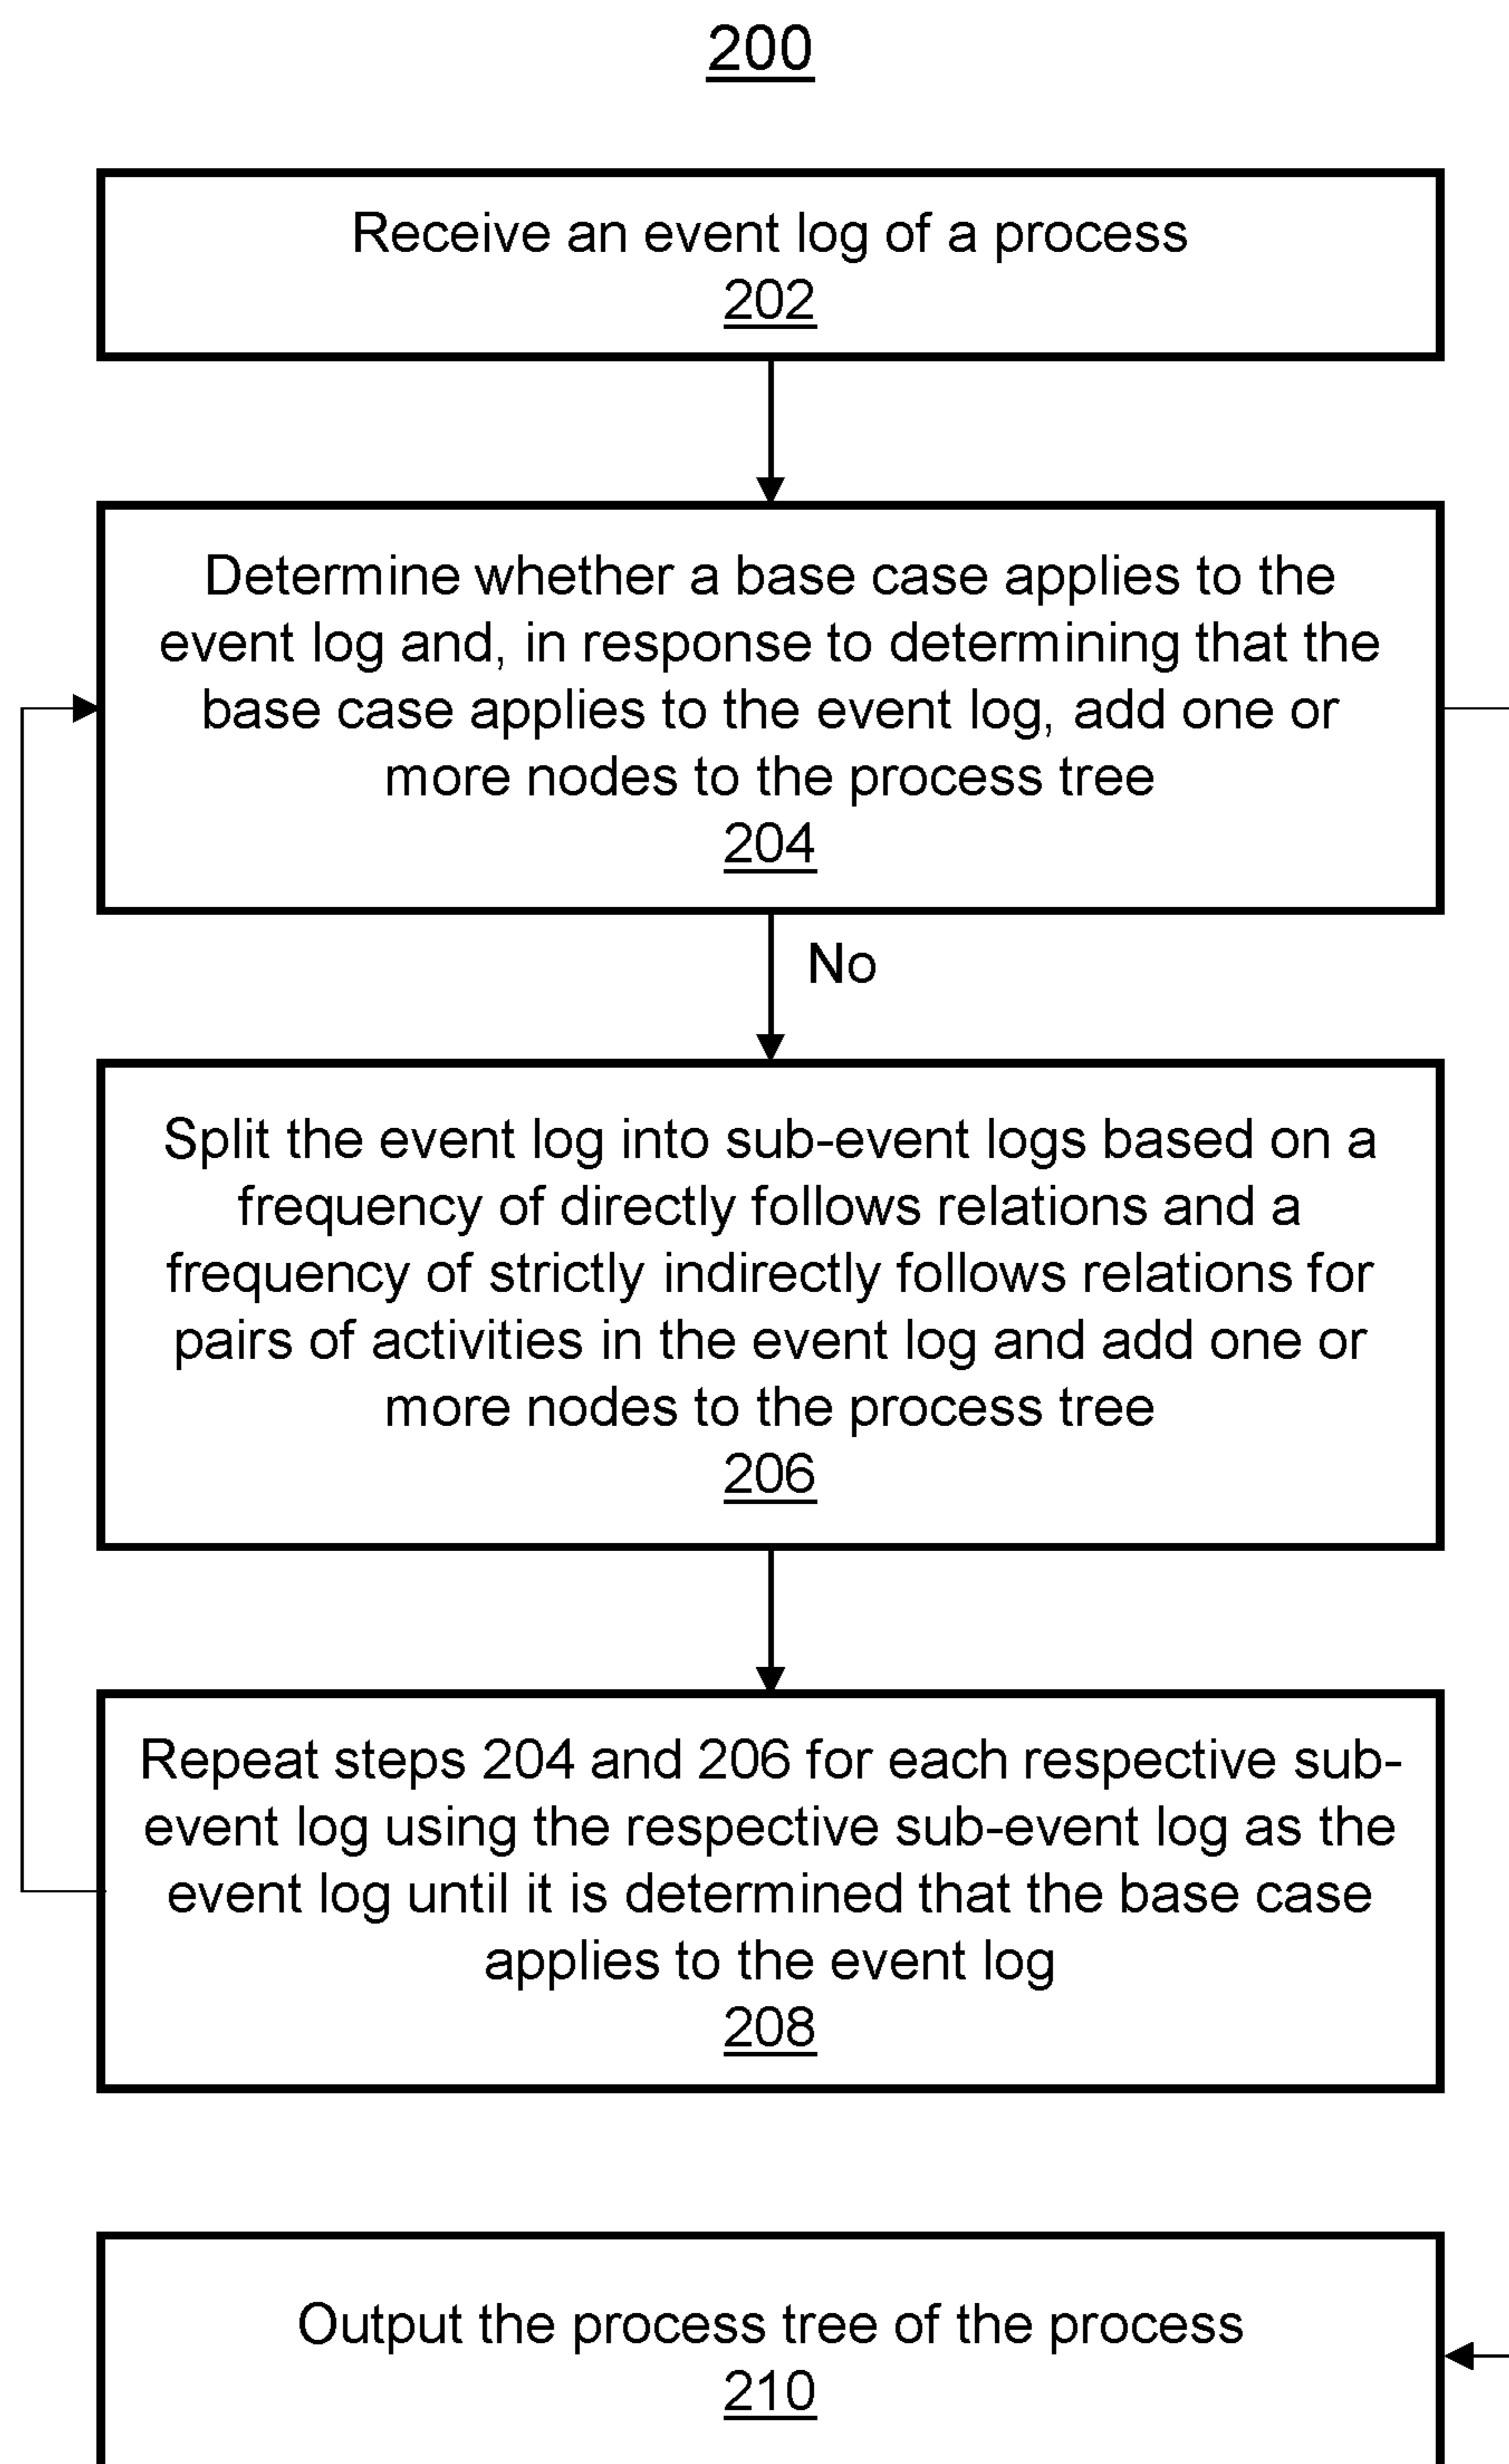 200
Receive an event log of a process
202
Determine whether a base case applies to the
event log and, in response to determining that the
base case applies to the event log, add one or
more nodes to the process tree
204
No
Split the event log into sub-event logs based on a
frequency of directly follows relations and a
frequency of strictly indirectly follows relations for
pairs of activities in the event log and add one or
more nodes to the process tree
206
Repeat steps 204 and 206 for each respective sub-
event log using the respective sub-event log as the
event log until it is determined that the base case
applies to the event log
208
Output the process tree of the process
210